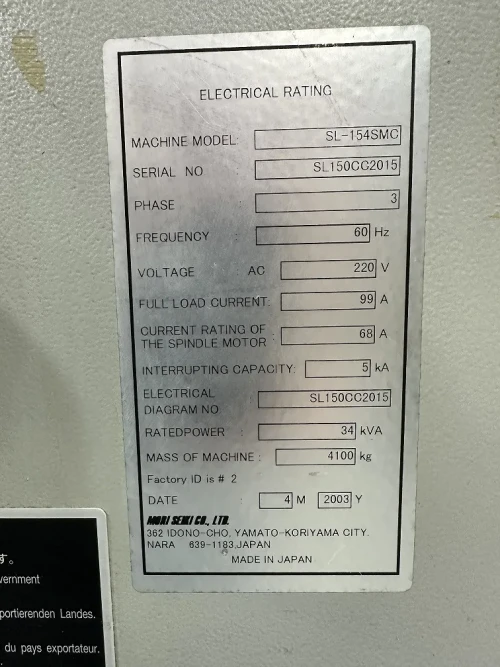 ELECTRICAL RATING
MACHINE MODEL: SL-154SMC
SERIAL NO SL150CC2015
PHASE : 3
FREQUENCY : 60 Hz
VOLTAGE AC 220 V
FULL LOAD CURRENT: 99 A
CURRENT RATING OF
THE SPINDLE MOTOR : 68 A
INTERRUPTING CAPACITY: 5 kA
ELECTRICAL
DIAGRAM NO. SL150CC2015
RATEDPOWER : 34 kVA
MASS OF MACHINE : 4100 kg
Factory ID is # 2
DATE : 4 M 2003 Y
MORI SEIKI CO., LTD.
362 IDONO-CHO, YAMATO-KORIYAMA CITY,
NARA 639-1183,JAPAN
MADE IN JAPAN
す。
vernment
portierenden Landes.
du pays exportateur.